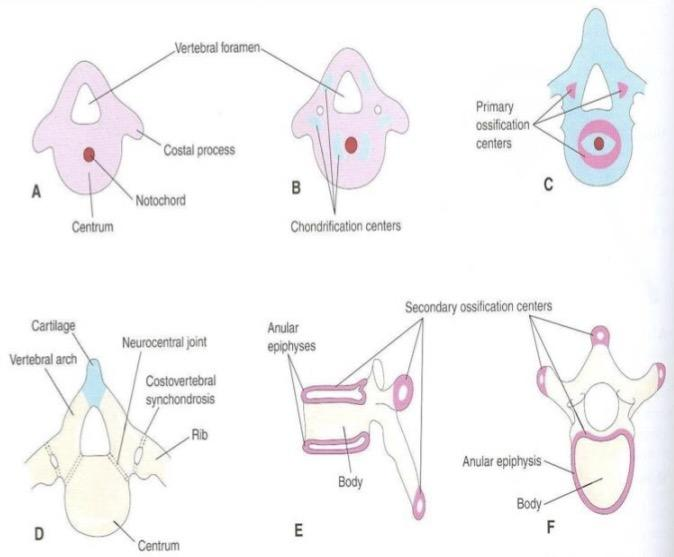 Vertebral foramen
Costal process
Notochord
Centrum
A
Chondrification centers
B
Primary
ossification
centers
C
Cartilage
Vertebral arch
Neurocentral joint
Costovertebral
synchondrosis
Rib
Centrum
D
Secondary ossification centers
Anular
epiphyses
Body
E
Anular epiphysis
Body
F